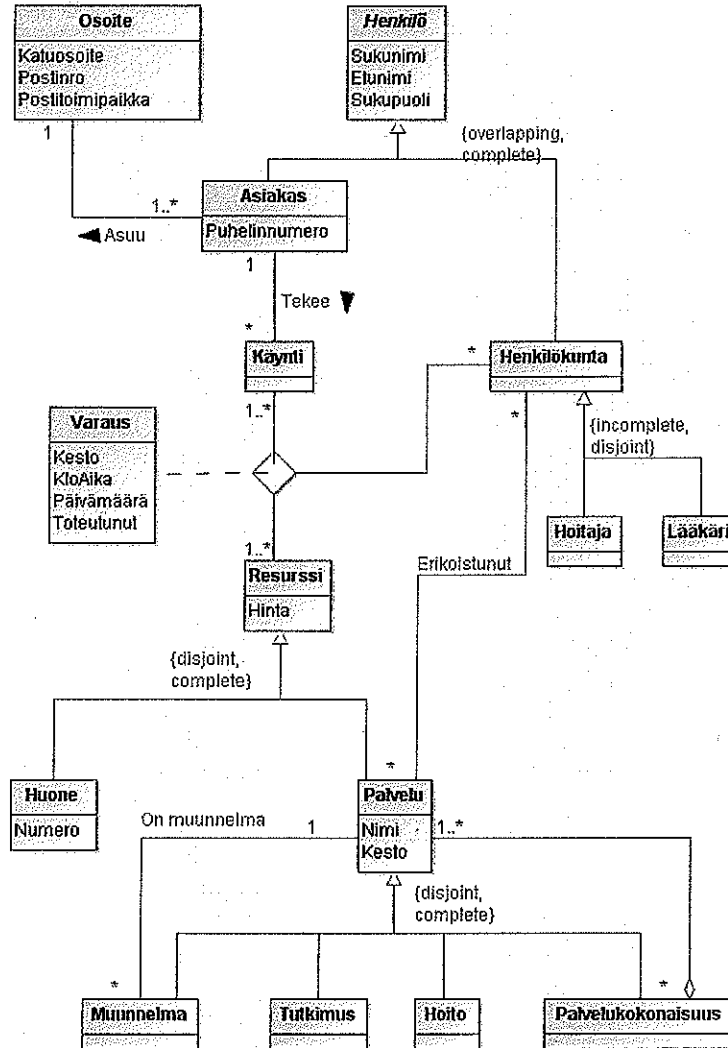 Osoite
Katuosoite
Postinro
Postitoimipaikka
Henkilö
Sukunimi
Etunimi
Sukupuoli
1
{overlapping,
complete}
1..*
Asuu
Asiakas
Puhelinnumero
1
Tekee
*
Käynti
1..*
*
Henkilökunta
*
{incomplete,
disjoint}
Hoitaja
Lääkäri
Varaus
Kesto
KloAika
Päivämäärä
Toteutunut
1..*
Resurssi
Hinta
Erikoistunut
{disjoint,
complete}
Huone
Numero
*
Palvelu
Nimi
Kesto
On muunnelma
1
1..*
{disjoint,
complete}
*
*
Muunnelma
Tutkimus
Hoito
Palvelukokonaisuus